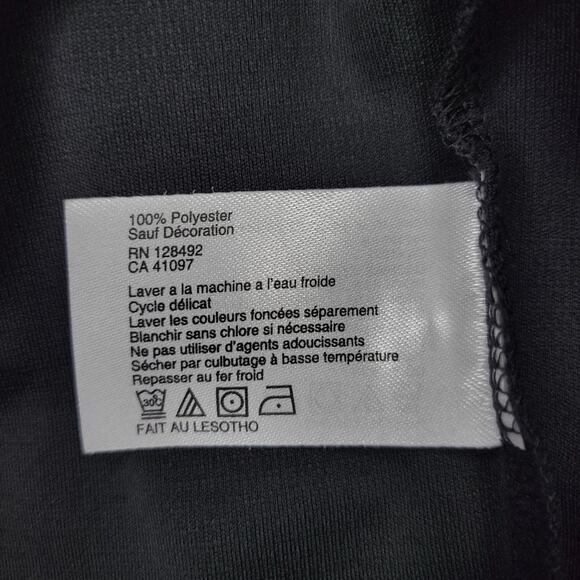 100% Polyester
Sauf Décoration
RN 128492
CA 41097
Laver a la machine a l'eau froide
Cycle délicat
Laver les couleurs foncées séparement
Blanchir sans chlore si nécessaire
Ne pas utiliser d'agents adoucissants
Sécher par culbutage à basse température
Repasser au fer froid
30C
FAIT AU LESOTHO